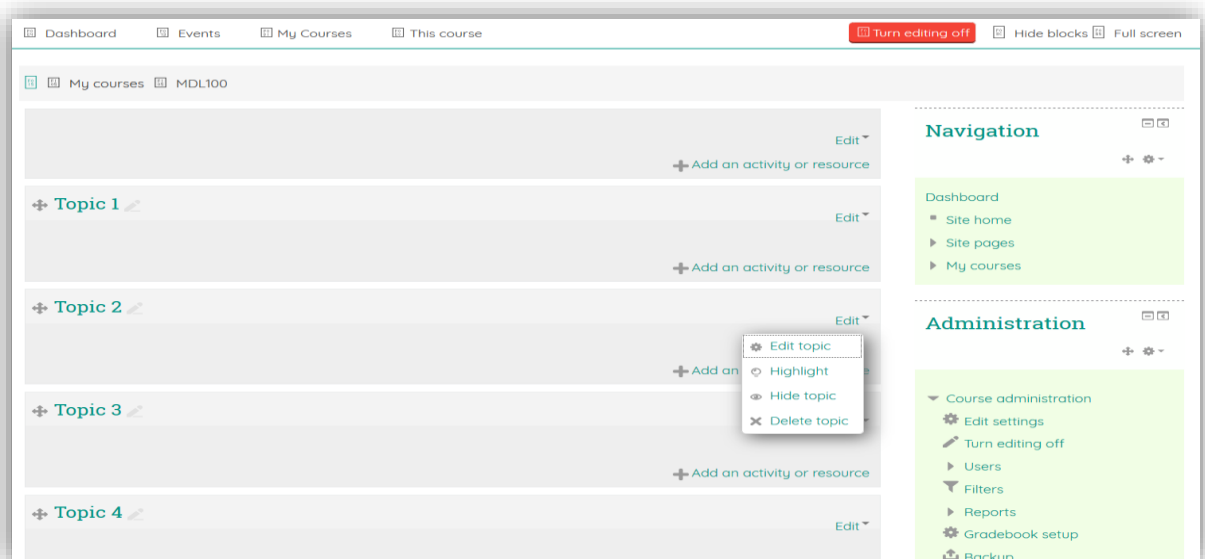 Dashboard Events My Courses This course Turn editing off Hide blocks Full screen
My courses MDL100
Edit
Add an activity or resource
Topic 1
Edit
Add an activity or resource
Topic 2
Edit
Edit topic
Highlight
Hide topic
Delete topic
Add an
Topic 3
Add an activity or resource
Topic 4
Edit
Navigation
Dashboard
Site home
Site pages
My courses
Administration
Course administration
Edit settings
Turn editing off
Users
Filters
Reports
Gradebook setup
Backup